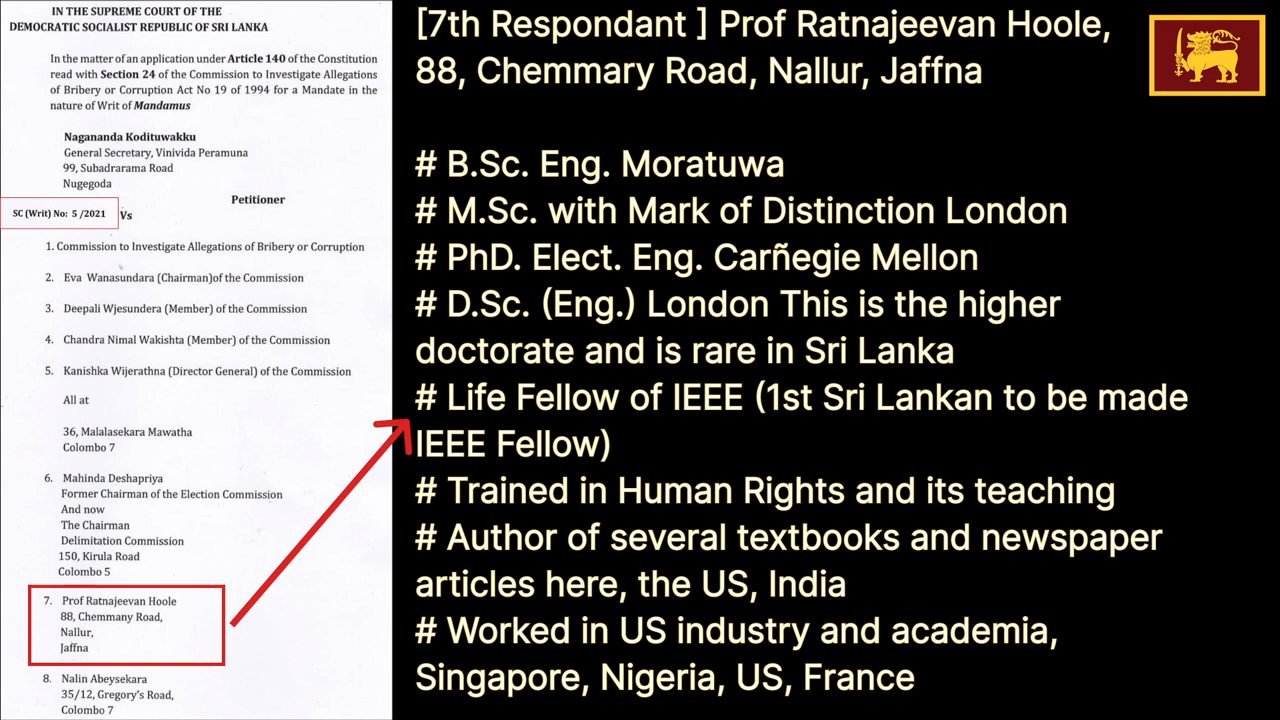 IN THE SUPREME COURT OF THE
DEMOCRATIC SOCIALIST REPUBLIC OF SRI LANKA
In the matter of an application under Article 140 of the Constitution
read with Section 24 of the Commission to Investigate Allegations
of Bribery or Corruption Act No 19 of 1994 for a Mandate in the
nature of Writ of Mandamus
Nagananda Kodituwakku
General Secretary, Vinivida Peramuna
99, Subadrarama Road
Nugegoda
Petitioner
SC (Writ) No: 5 /2021
Vs
1. Commission to Investigate Allegations of Bribery or Corruption
2. Eva Wanasundara (Chairman)of the Commission
3. Deepali Wjesundera (Member) of the Commission
4. Chandra Nimal Wakishta (Member) of the Commission
5. Kanishka Wijerathna (Director General) of the Commission
All at
36, Malalasekara Mawatha
Colombo 7
6. Mahinda Deshapriya
Former Chairman of the Election Commission
And now
The Chairman
Delimitation Commission
150, Kirula Road
Colombo 5
7. Prof Ratnajeevan Hoole
88, Chemmany Road,
Nallur,
Jaffna
8. Nalin Abeysekara
35/12, Gregory's Road,
Colombo 7
[7th Respondant ] Prof Ratnajeevan Hoole,
88, Chemmary Road, Nallur, Jaffna
# B.Sc. Eng. Moratuwa
# M.Sc. with Mark of Distinction London
# PhD. Elect. Eng. Carñegie Mellon
# D.Sc. (Eng.) London This is the higher
doctorate and is rare in Sri Lanka
# Life Fellow of IEEE (1st Sri Lankan to be made
IEEE Fellow)
# Trained in Human Rights and its teaching
# Author of several textbooks and newspaper
articles here, the US, India
# Worked in US industry and academia,
Singapore, Nigeria, US, France